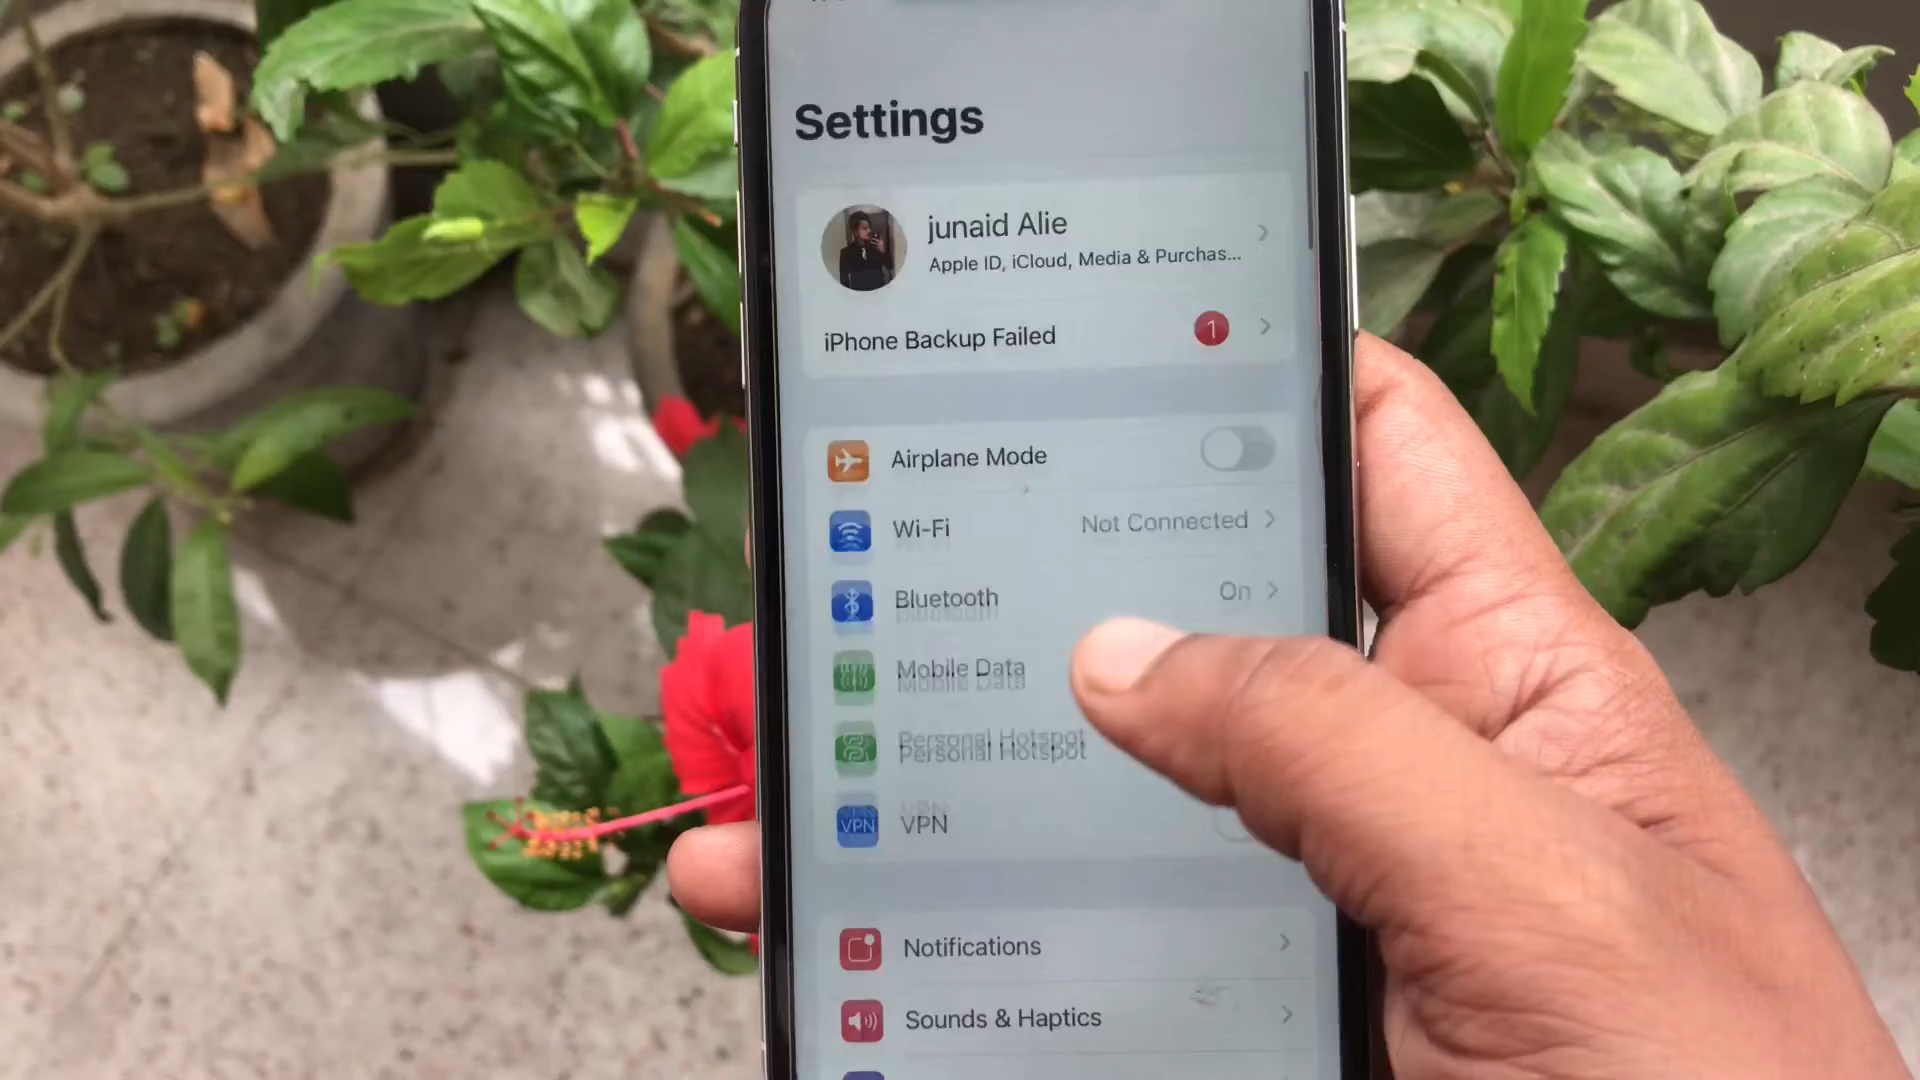 Settings
junaid Alie
Apple ID, iCloud, Media & Purchas...
iPhone Backup Failed 1
Airplane Mode
Wi-Fi Not Connected
Bluetooth On
Mobile Data
Personal Hotspot
VPN VPN
Notifications
Sounds & Haptics